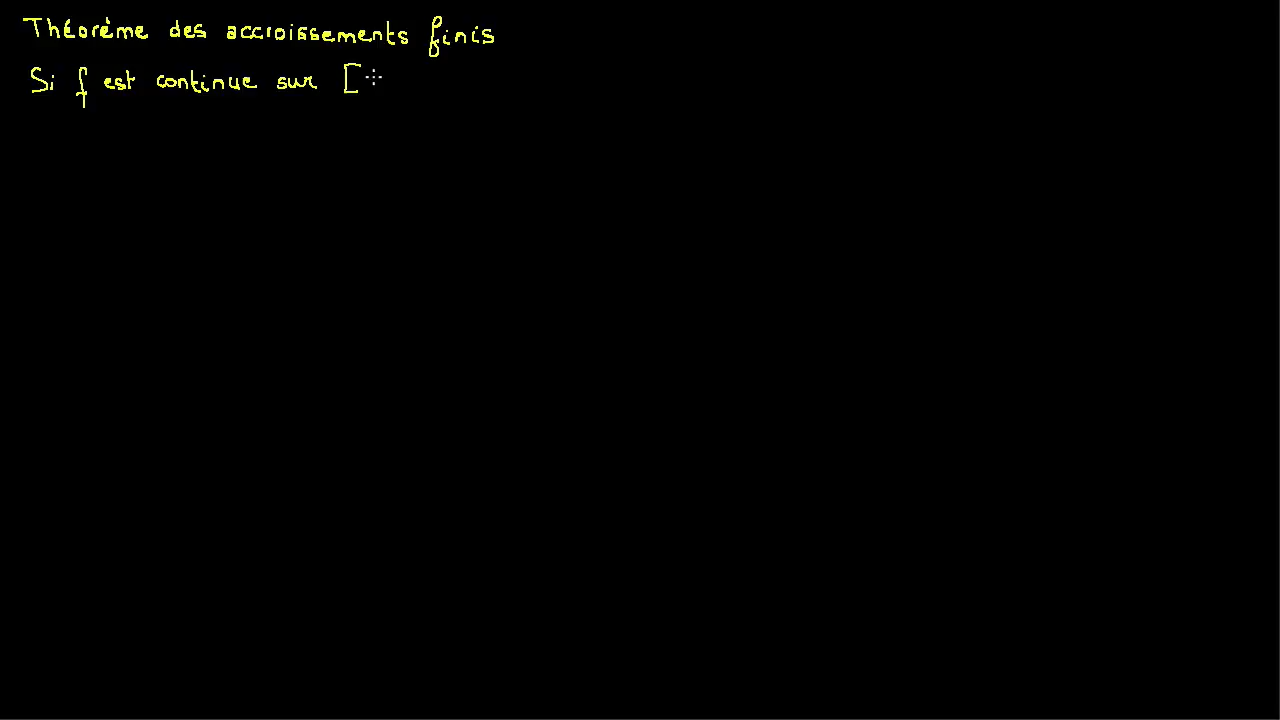 Théorème des accroissements finis
Si f est continue sur [